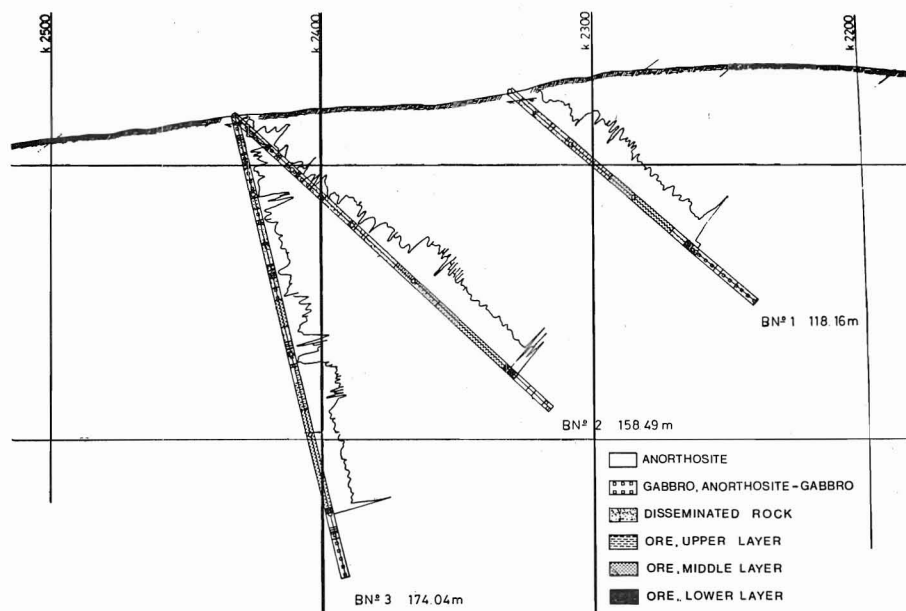 k 2500
k 2400
k 2300
k 2200
BNº 1 118.16m
BNº 2 158.49 m
BNº 3 174.04m
ANORTHOSITE
GABBRO, ANORTHOSITE-GABBRO
DISSEMINATED ROCK
ORE, UPPER LAYER
ORE, MIDDLE LAYER
ORE, LOWER LAYER